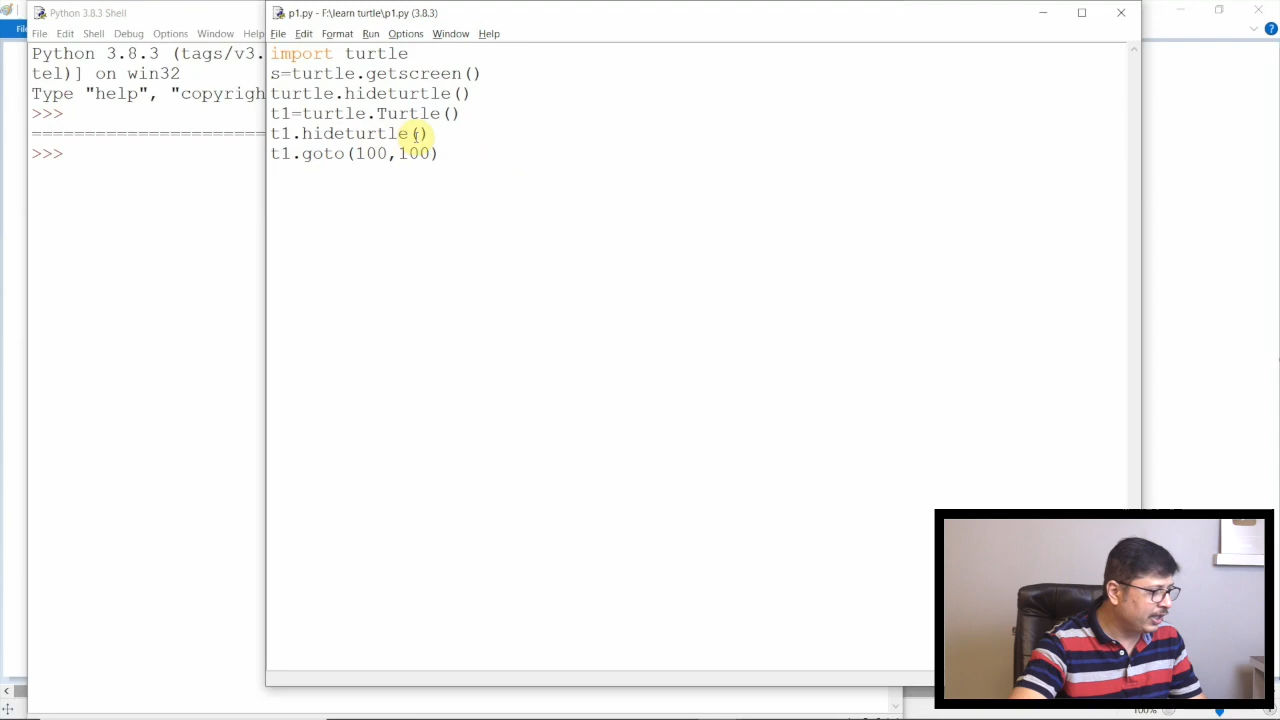 Python 3.8.3 Shell
File Edit Shell Debug Options Window
Python 3.8.3 (tags/v3.
tel)] on win32
Type "help", "copyrigh
>>>
======================
>>>
p1.py - F:\learn turtle\p1.py (3.8.3)
File Edit Format Run Options Window Help
import turtle
s=turtle.getscreen()
turtle.hideturtle()
t1=turtle.Turtle()
t1.hideturtle()
t1.goto(100,100)
100%